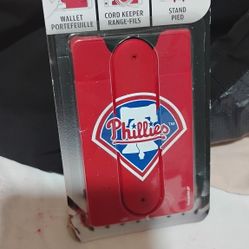 WALLET
PORTEFEUILLE
CORD KEEPER
RANGE-FILS
STAND
PIED
Phillies